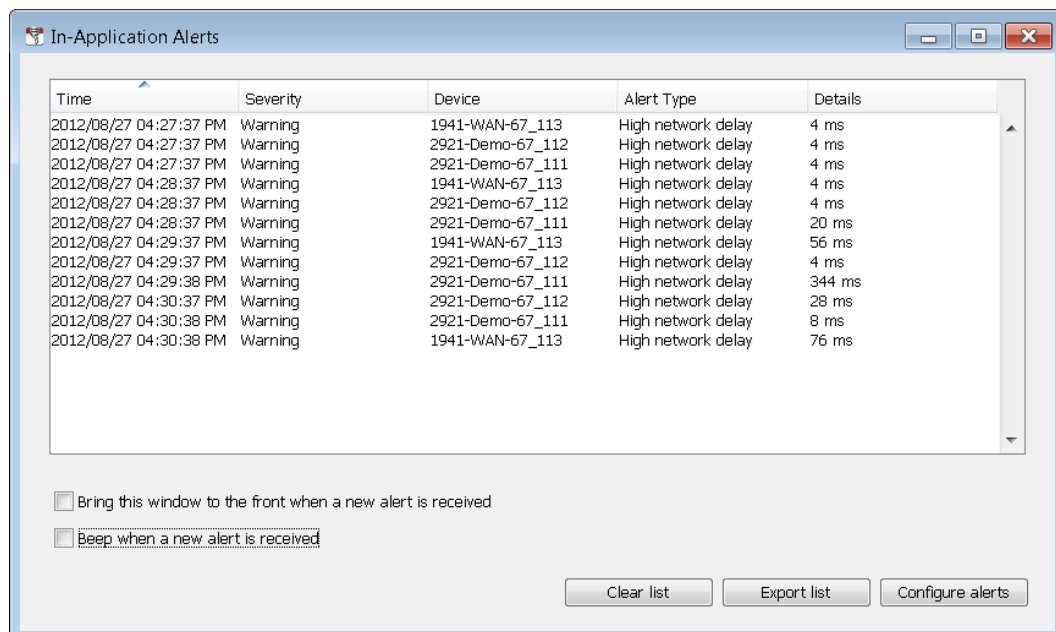 In-Application Alerts
Time Severity Device Alert Type Details
2012/08/27 04:27:37 PM Warning 1941-WAN-67_113 High network delay 4 ms
2012/08/27 04:27:37 PM Warning 2921-Demo-67_112 High network delay 4 ms
2012/08/27 04:27:37 PM Warning 2921-Demo-67_111 High network delay 4 ms
2012/08/27 04:28:37 PM Warning 1941-WAN-67_113 High network delay 4 ms
2012/08/27 04:28:37 PM Warning 2921-Demo-67_112 High network delay 4 ms
2012/08/27 04:28:37 PM Warning 2921-Demo-67_111 High network delay 20 ms
2012/08/27 04:29:37 PM Warning 1941-WAN-67_113 High network delay 56 ms
2012/08/27 04:29:37 PM Warning 2921-Demo-67_112 High network delay 4 ms
2012/08/27 04:29:38 PM Warning 2921-Demo-67_111 High network delay 344 ms
2012/08/27 04:30:37 PM Warning 2921-Demo-67_112 High network delay 28 ms
2012/08/27 04:30:38 PM Warning 2921-Demo-67_111 High network delay 8 ms
2012/08/27 04:30:38 PM Warning 1941-WAN-67_113 High network delay 76 ms
Bring this window to the front when a new alert is received
Beep when a new alert is received
Clear list Export list Configure alerts